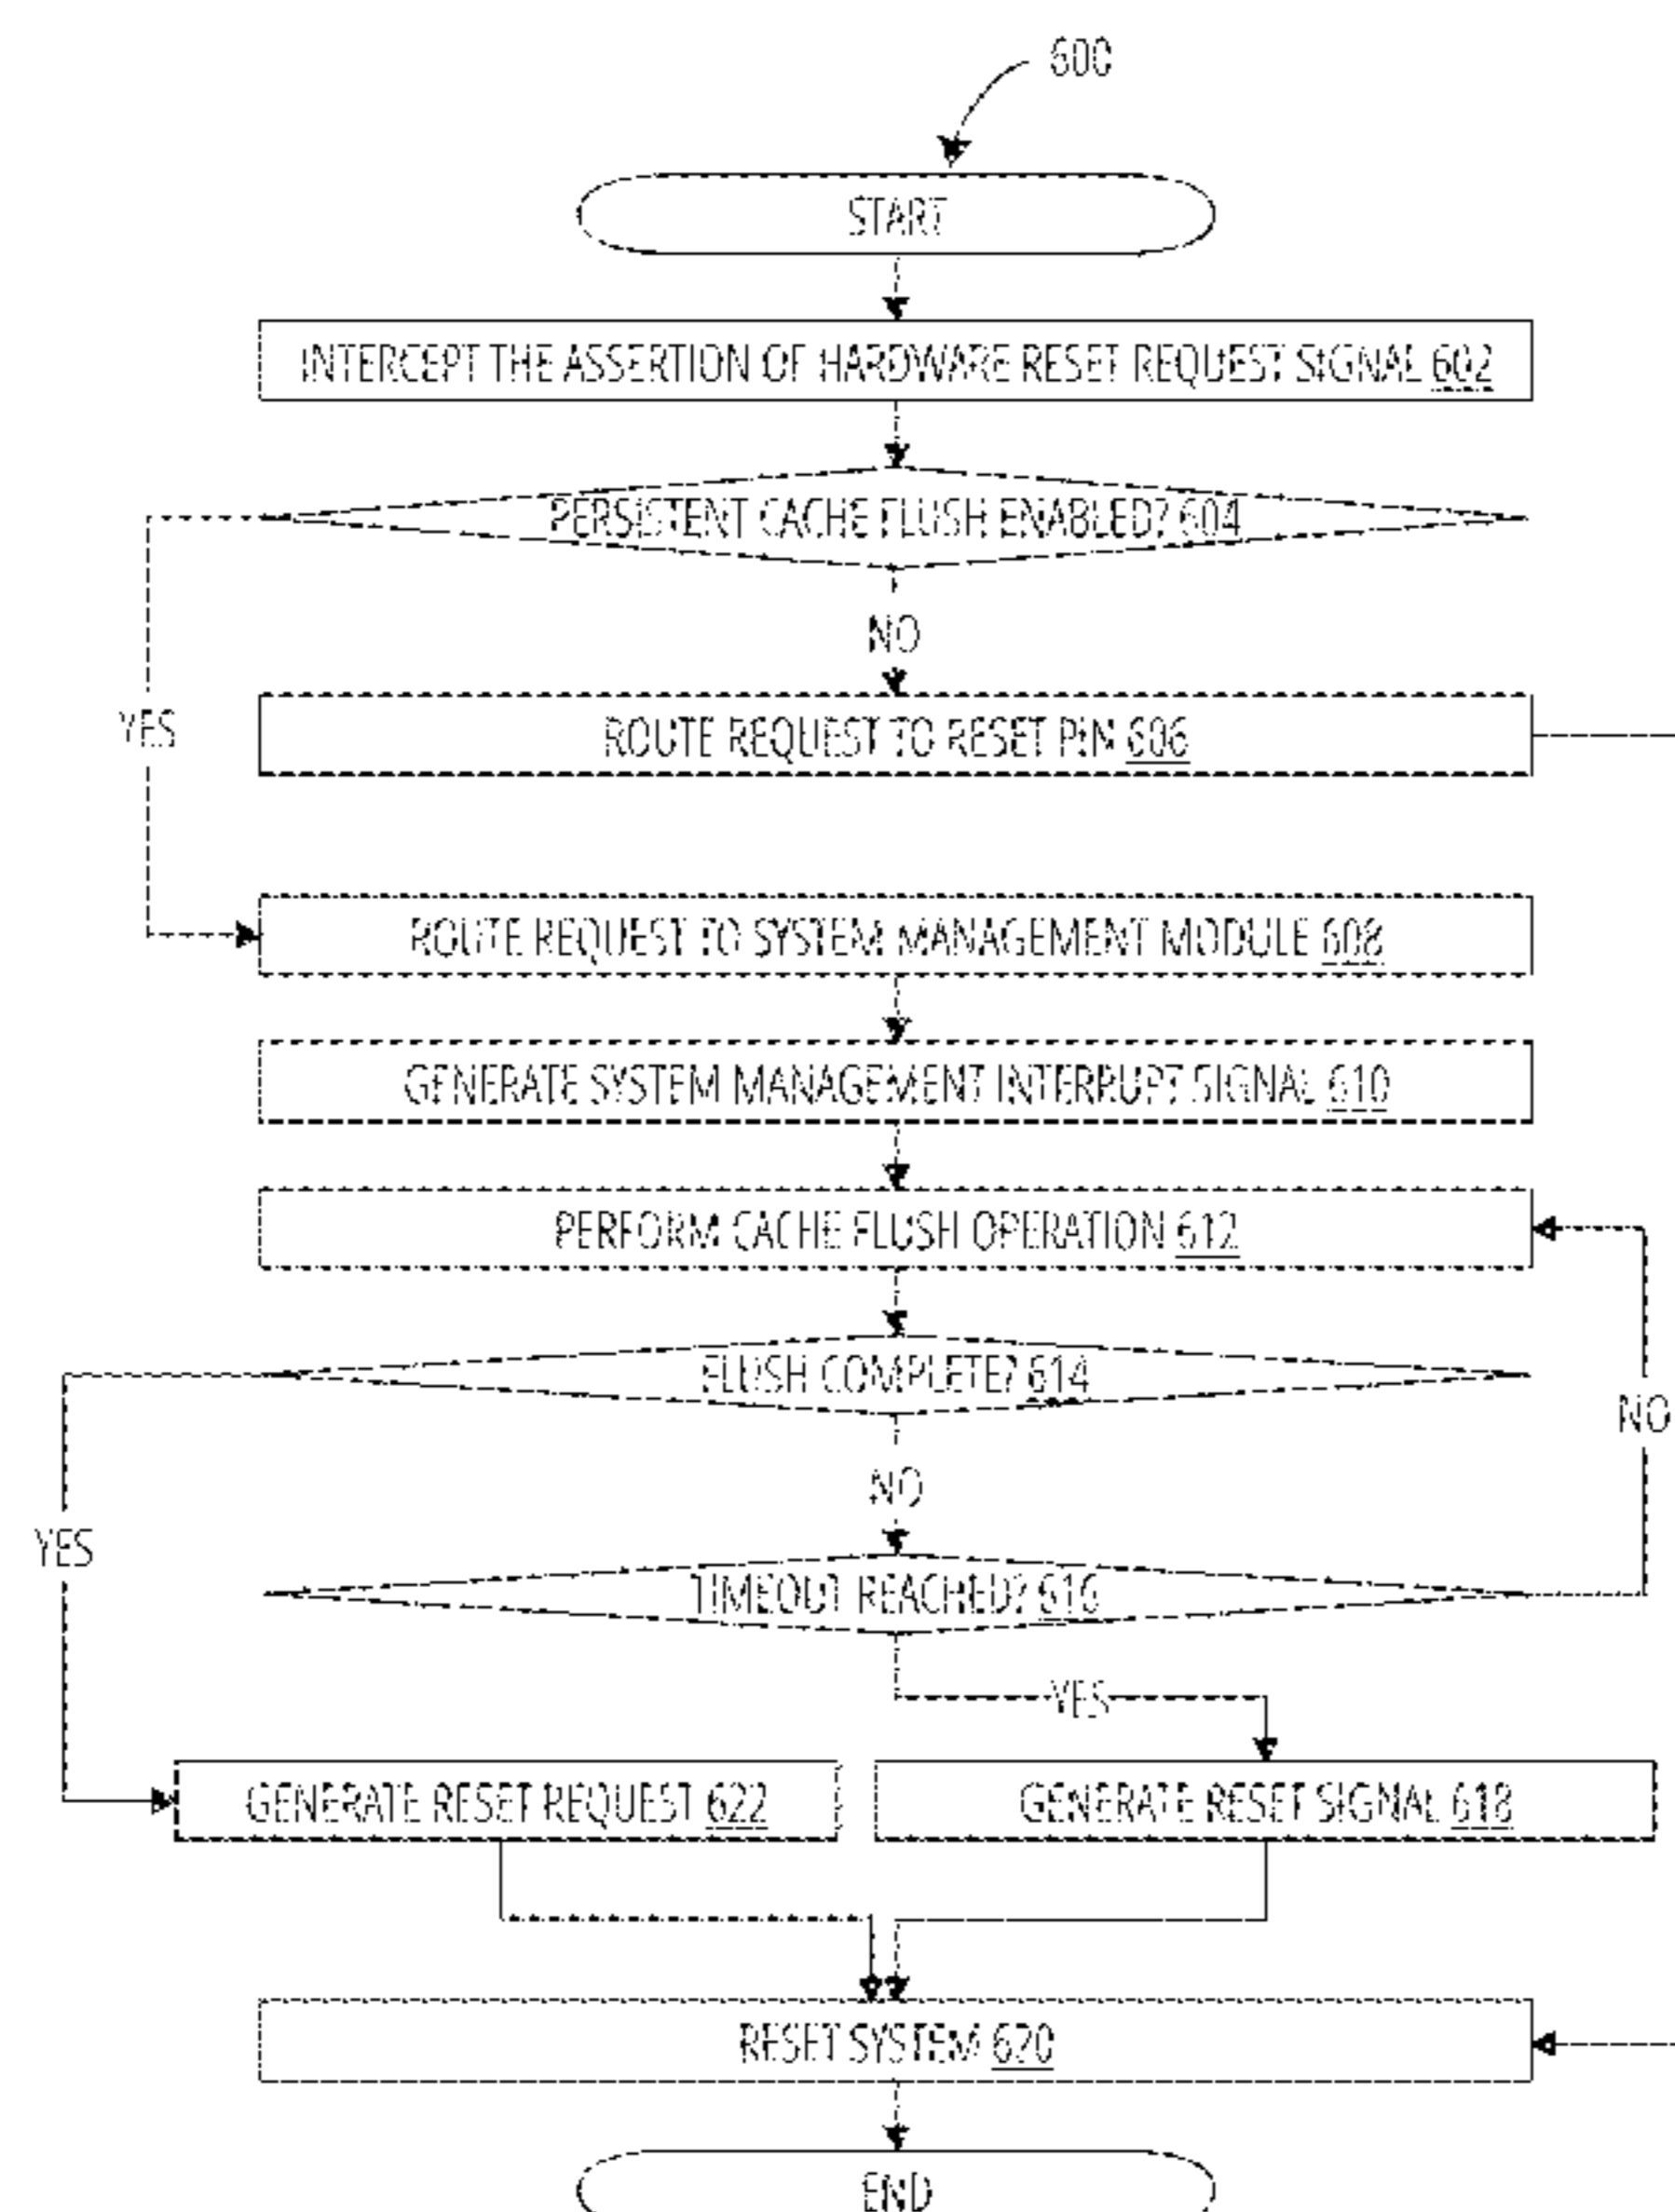 600
START
INTERCEPT THE ASSERTION OF HARDWARE RESET REQUEST SIGNAL 602
PERSISTENT CACHE FLUSH ENABLED? 604
NO
YES
ROUTE REQUEST TO RESET PIN 606
ROUTE REQUEST TO SYSTEM MANAGEMENT MODULE 608
GENERATE SYSTEM MANAGEMENT INTERRUPT SIGNAL 610
PERFORM CACHE FLUSH OPERATION 612
FLUSH COMPLETE? 614
NO
NO
YES
TIMEOUT REACHED? 616
YES
GENERATE RESET REQUEST 622
GENERATE RESET SIGNAL 618
RESET SYSTEM 620
END